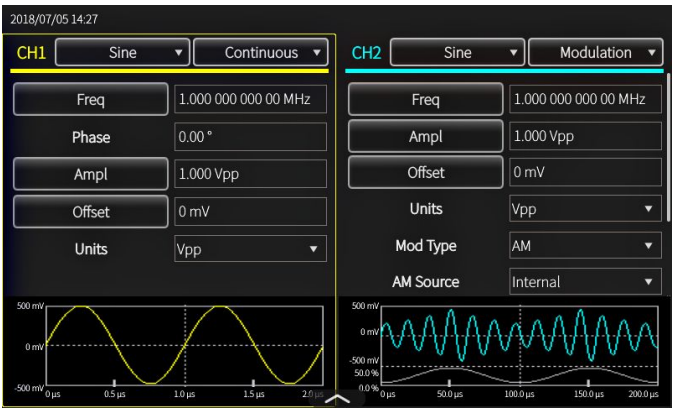 2018/07/05 14:27
CH1 Sine Continuous
Freq 1.000 000 000 00 MHz
Phase 0.00 °
Ampl 1.000 Vpp
Offset 0 mV
Units Vpp
500 mV
0 mV
-500 mV
0 µs 0.5 µs 1.0 µs 1.5 µs 2.0 µs
CH2 Sine Modulation
Freq 1.000 000 000 00 MHz
Ampl 1.000 Vpp
Offset 0 mV
Units Vpp
Mod Type AM
AM Source Internal
500 mV
0 mV
-500 mV
50.0 %
0.0 %
0 µs 50.0 µs 100.0 µs 150.0 µs 200.0 µs